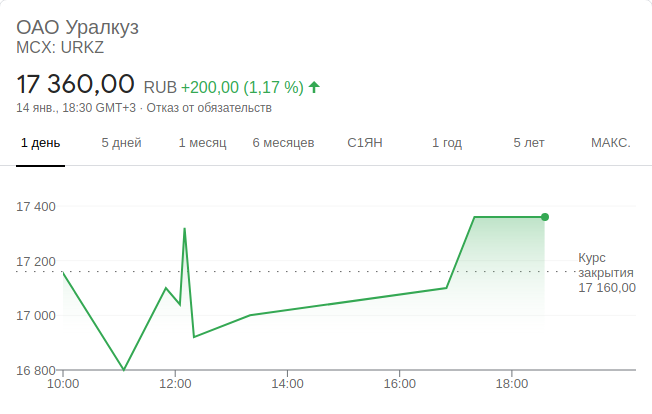 ОАО Уралкуз
MCX: URKZ
17 360,00 RUB +200,00 (1,17 %)
14 янв., 18:30 GMT+3 · Отказ от обязательств
1 день 5 дней 1 месяц 6 месяцев С1ЯН 1 год 5 лет МАКС.
17 400
17 200
Курс
закрытия
17 160,00
17 000
16 800
10:00 12:00 14:00 16:00 18:00